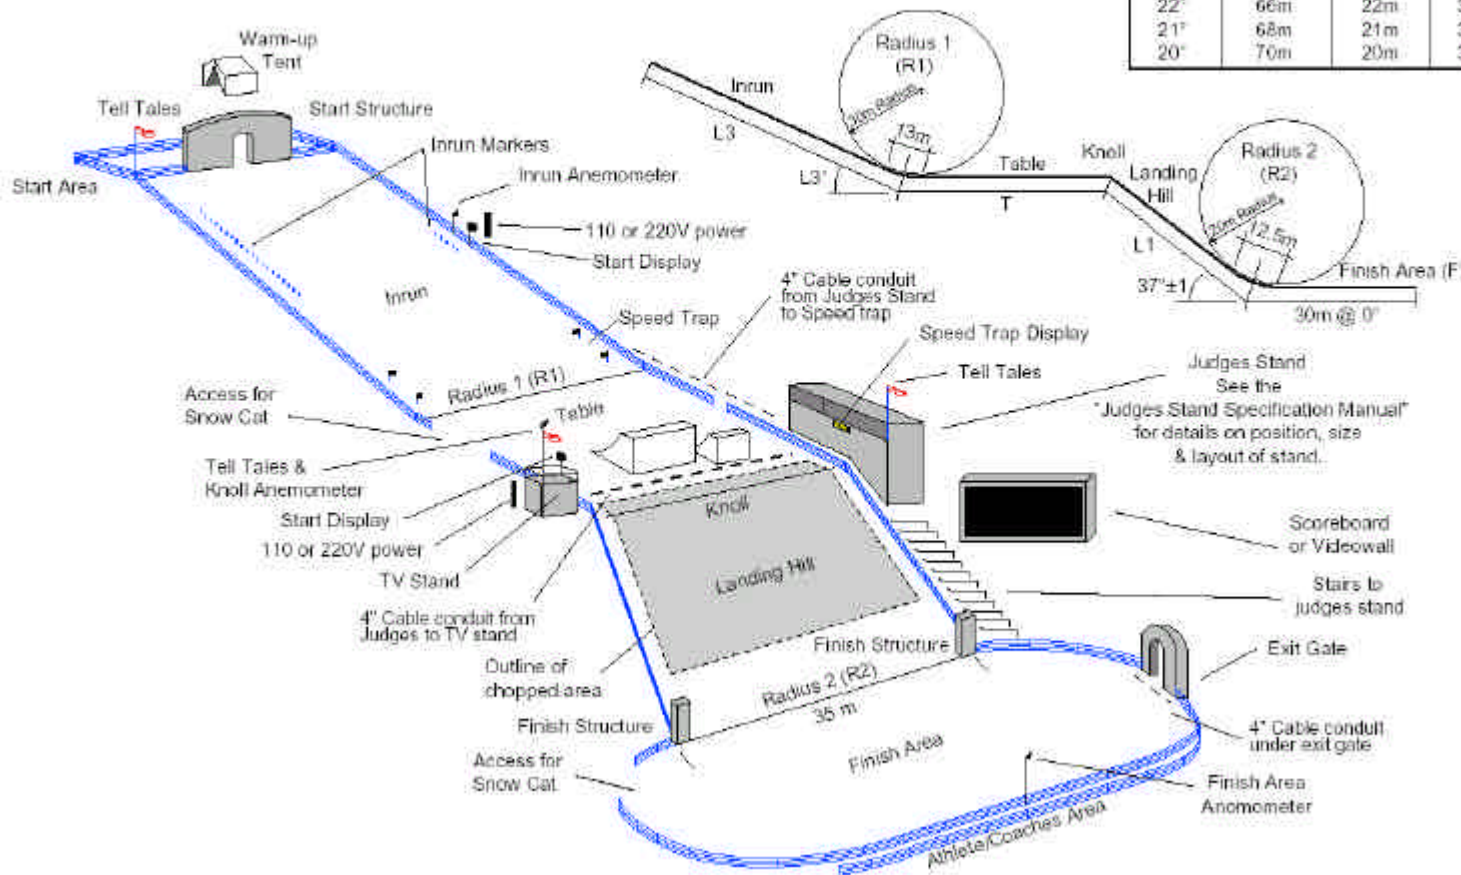 22° 66m 22m
21° 68m 21m
20° 70m 20m
Warm-up
Tent
Tell Tales
Start Structure
Start Area
Inrun Markers
Inrun Anemometer
110 or 220V power
Start Display
Inrun
Speed Trap
4" Cable conduit
from Judges Stand
to Speed trap
Radius 1 (R1)
Access for
Snow Cat
Table
Tell Tales &
Knoll Anemometer
Start Display
110 or 220V power
TV Stand
4" Cable conduit from
Judges to TV stand
Outline of
chopped area
Knoll
Landing Hill
Speed Trap Display
Tell Tales
Judges Stand
See the
"Judges Stand Specification Manual"
for details on position, size
& layout of stand.
Scoreboard
or Videowall
Stairs to
judges stand
Finish Structure
Exit Gate
Radius 2 (R2)
35 m
Finish Structure
4" Cable conduit
under exit gate
Access for
Snow Cat
Finish Area
Finish Area
Anomometer
Athlete/Coaches Area
Inrun
L3
L3°
Radius 1
(R1)
30m Radius
13m
Table
T
Knoll
Landing
Hill
L1
37°±1
Radius 2
(R2)
20m Radius
12.5m
Finish Area (F
30m @ 0°